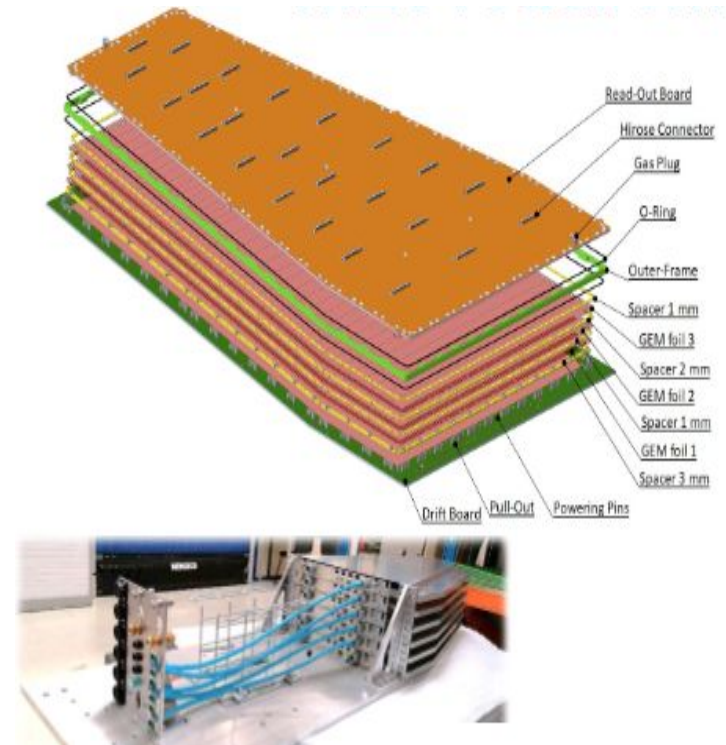 Read-Out Board
Hirose Connector
Gas Plug
O-Ring
Outer-Frame
Spacer 1 mm
GEM foil 3
Spacer 2 mm
GEM foil 2
Spacer 1 mm
GEM foil 1
Spacer 3 mm
Powering Pins
Pull-Out
Drift Board